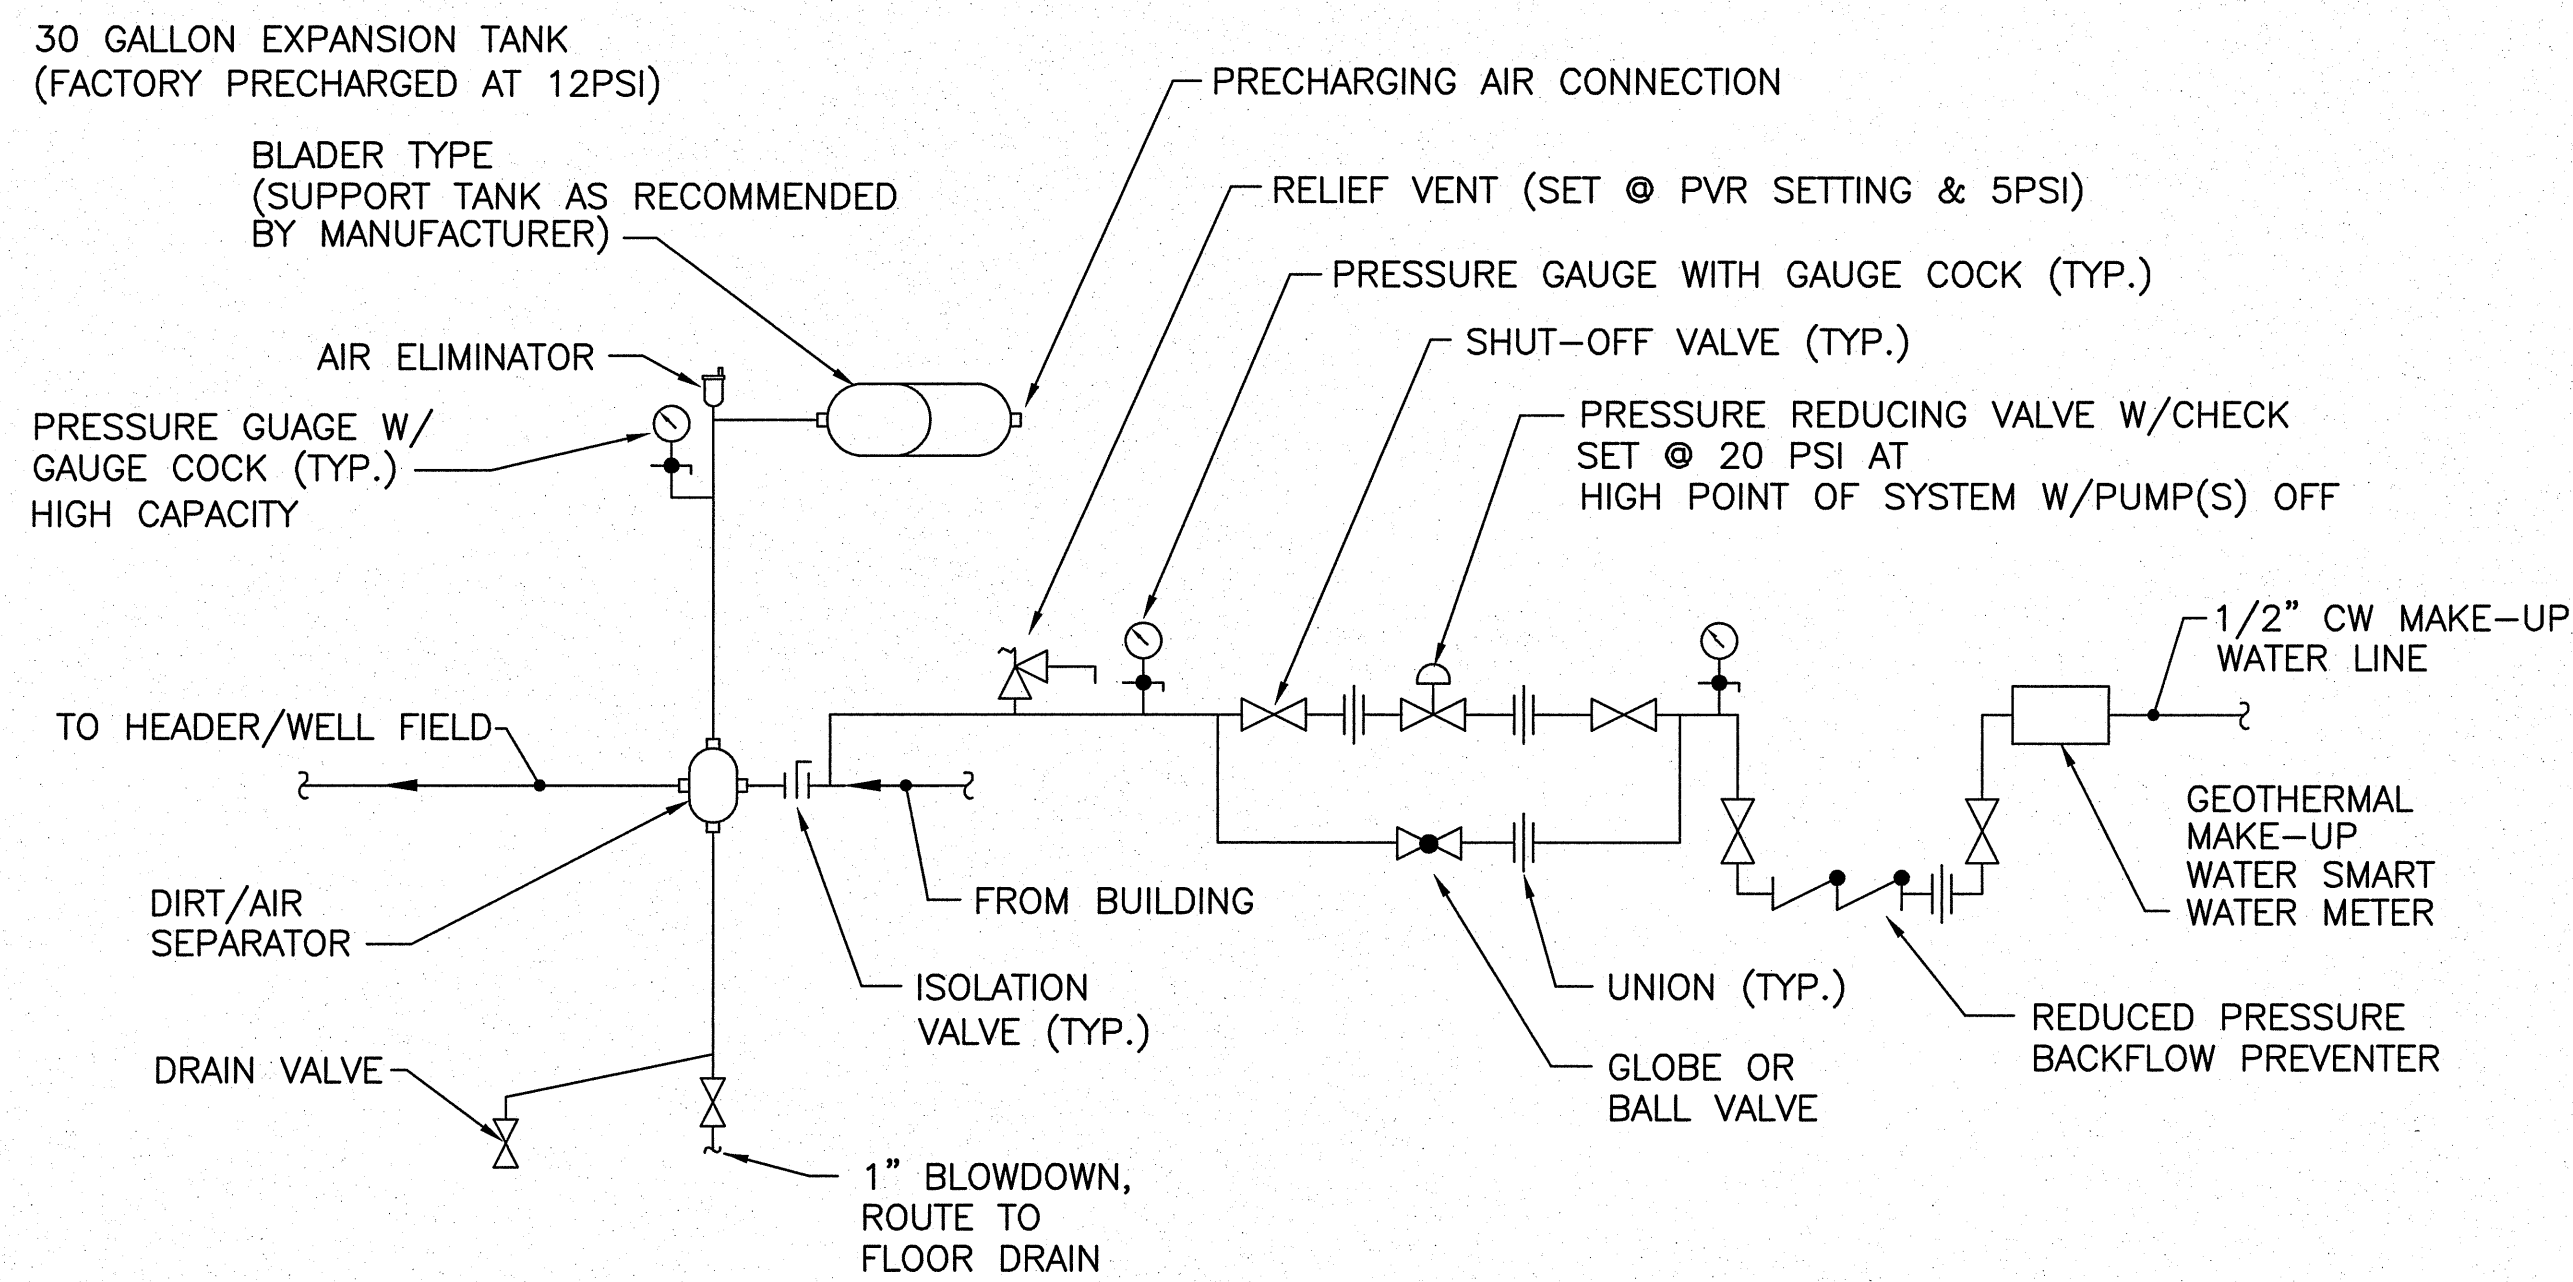 30 GALLON EXPANSION TANK
(FACTORY PRECHARGED AT 12PSI)
BLADER TYPE
(SUPPORT TANK AS RECOMMENDED
BY MANUFACTURER)
PRECHARGING AIR CONNECTION
RELIEF VENT (SET @ PVR SETTING & 5PSI)
PRESSURE GAUGE WITH GAUGE COCK (TYP.)
SHUT-OFF VALVE (TYP.)
AIR ELIMINATOR
PRESSURE GUAGE W/
GAUGE COCK (TYP.)
HIGH CAPACITY
PRESSURE REDUCING VALVE W/CHECK
SET @ 20 PSI AT
HIGH POINT OF SYSTEM W/PUMP(S) OFF
1/2" CW MAKE-UP
WATER LINE
TO HEADER/WELL FIELD
GEOTHERMAL
MAKE-UP
WATER SMART
WATER METER
DIRT/AIR
SEPARATOR
FROM BUILDING
ISOLATION
VALVE (TYP.)
UNION (TYP.)
REDUCED PRESSURE
BACKFLOW PREVENTER
GLOBE OR
BALL VALVE
DRAIN VALVE
1" BLOWDOWN,
ROUTE TO
FLOOR DRAIN